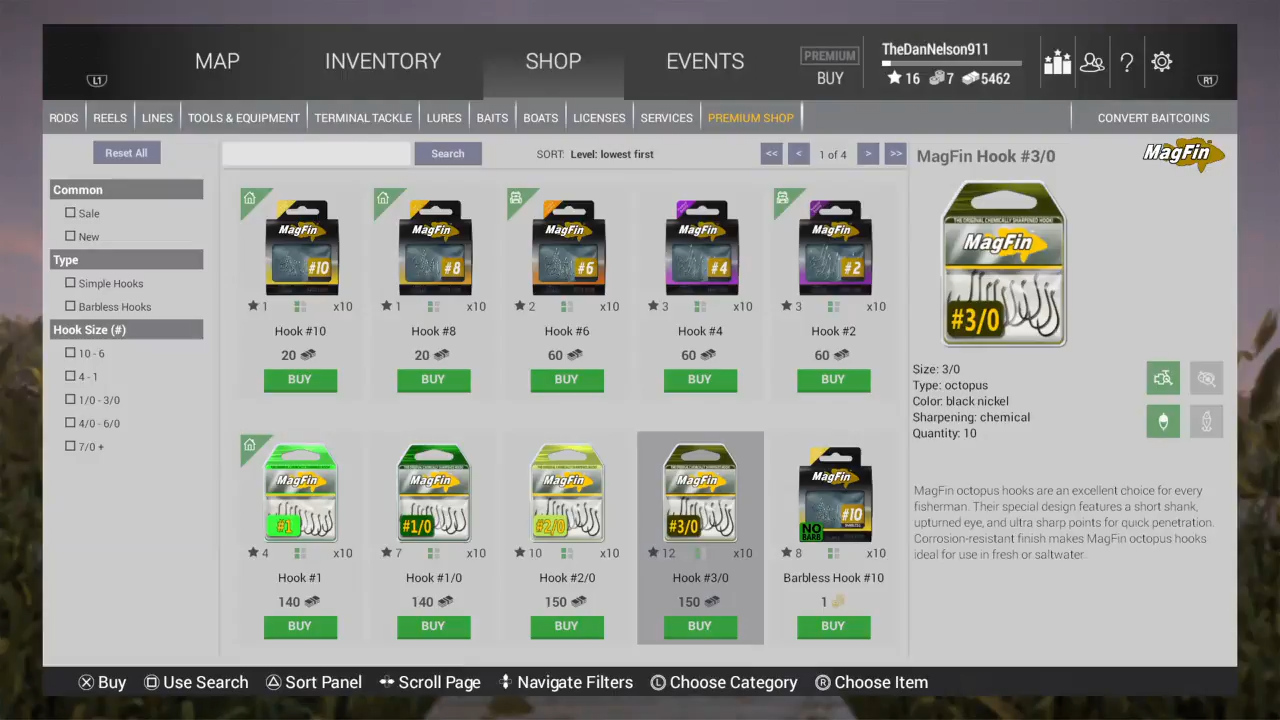 MAP
INVENTORY
SHOP
EVENTS
PREMIUM
BUY
TheDanNelson911
16 7 5462
L1
R1
RODS
REELS
LINES
TOOLS & EQUIPMENT
TERMINAL TACKLE
LURES
BAITS
BOATS
LICENSES
SERVICES
PREMIUM SHOP
CONVERT BAITCOINS
Reset All
Search
SORT: Level: lowest first
<< < 1 of 4 > >>
Common
Sale
New
Type
Simple Hooks
Barbless Hooks
Hook Size (#)
10 - 6
4 - 1
1/0 - 3/0
4/0 - 6/0
7/0 +
MagFin
#10
1 x10
Hook #10
20
BUY
MagFin
#8
1 x10
Hook #8
20
BUY
MagFin
#6
2 x10
Hook #6
60
BUY
MagFin
#4
3 x10
Hook #4
60
BUY
MagFin
#2
3 x10
Hook #2
60
BUY
MagFin
#1
4 x10
Hook #1
140
BUY
MagFin
#1/0
7 x10
Hook #1/0
140
BUY
MagFin
#2/0
10 x10
Hook #2/0
150
BUY
MagFin
#3/0
12 x10
Hook #3/0
150
BUY
MagFin
#10
NO
BARB
8 x10
Barbless Hook #10
1
BUY
MagFin Hook #3/0
MagFin
THE ORIGINAL CHEMICALLY SHARPENED HOOK
MagFin
#3/0
Size: 3/0
Type: octopus
Color: black nickel
Sharpening: chemical
Quantity: 10
MagFin octopus hooks are an excellent choice for every
fisherman. Their special design features a short shank,
upturned eye, and ultra sharp points for quick penetration.
Corrosion-resistant finish makes MagFin octopus hooks
ideal for use in fresh or saltwater.
Buy
Use Search
Sort Panel
Scroll Page
Navigate Filters
L Choose Category
R Choose Item